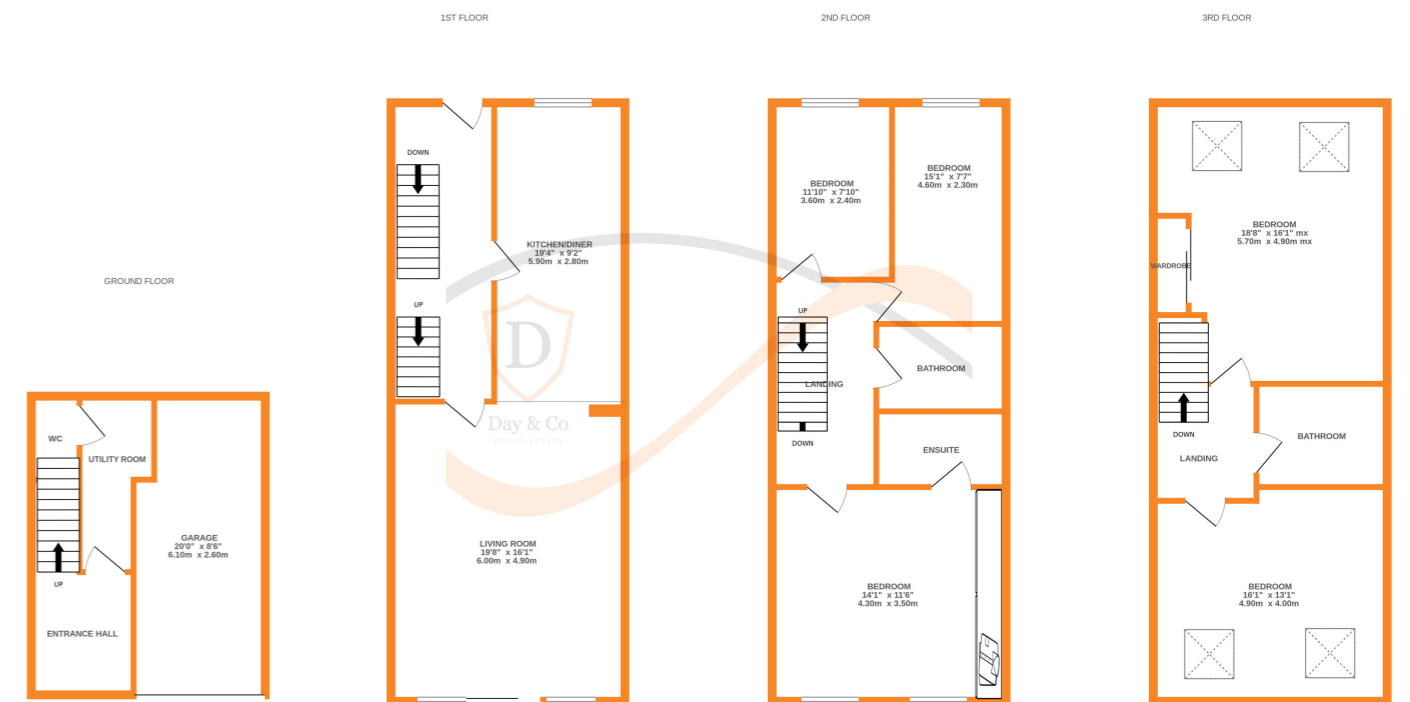 GROUND FLOOR
WC
UTILITY ROOM
GARAGE
20'0" x 8'6"
6.10m x 2.60m
UP
ENTRANCE HALL
1ST FLOOR
DOWN
KITCHEN/DINER
19'4" x 9'2"
5.90m x 2.80m
UP
D
Day & Co
ESTATE AGENTS
LIVING ROOM
19'8" x 16'1"
6.00m x 4.90m
2ND FLOOR
BEDROOM
11'10" x 7'10"
3.60m x 2.40m
BEDROOM
15'1" x 7'7"
4.60m x 2.30m
UP
LANDING
BATHROOM
DOWN
ENSUITE
BEDROOM
14'1" x 11'6"
4.30m x 3.50m
3RD FLOOR
BEDROOM
18'8" x 16'1" mx
5.70m x 4.90m mx
WARDROBE
DOWN
BATHROOM
LANDING
BEDROOM
16'1" x 13'1"
4.90m x 4.00m